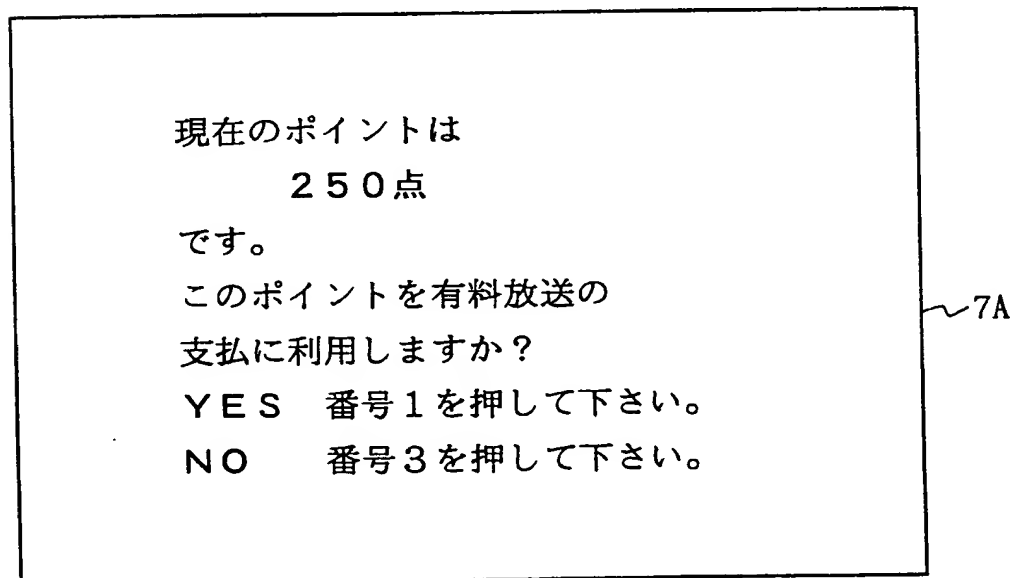 現在のポイントは
２５０点
です。
このポイントを有料放送の
支払に利用しますか？
ＹＥＳ　番号１を押して下さい。
ＮＯ　　番号３を押して下さい。
7A